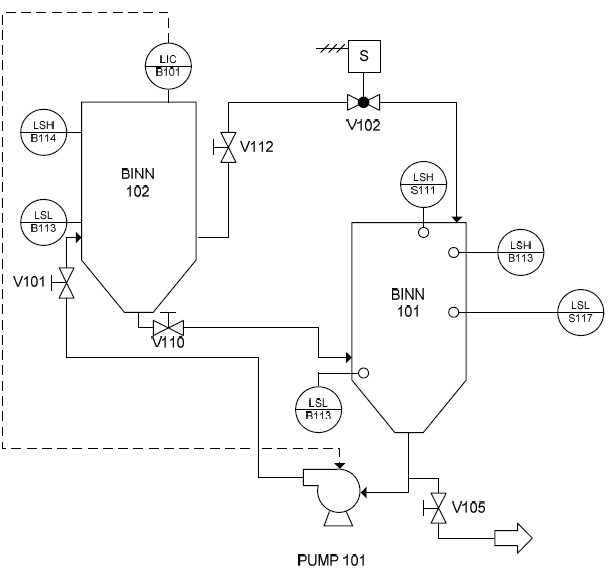 LIC
B101
S
V102
LSH
B114
BINN
102
V112
LSH
S111
LSL
B113
LSH
B113
V101
BINN
101
LSL
S117
V110
LSL
B113
V105
PUMP 101